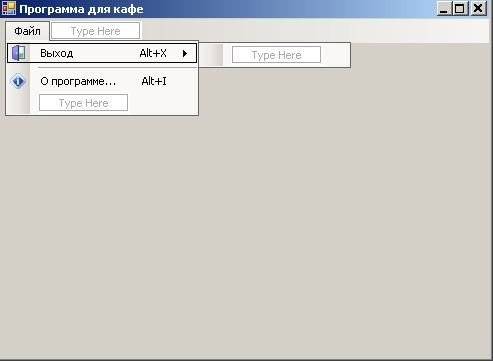 Программа для кафе
Файл Type Here
Выход Alt+X Type Here
О программе... Alt+I
Type Here